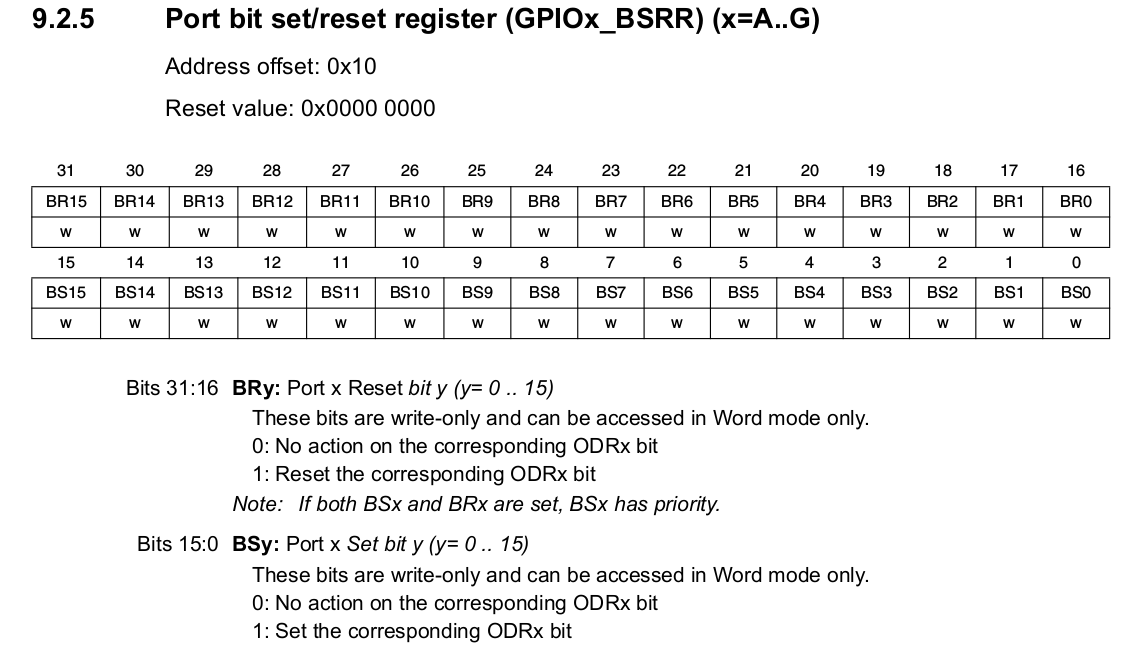 9.2.5 Port bit set/reset register (GPIOx_BSRR) (x=A..G)
Address offset: 0x10
Reset value: 0x0000 0000
31 30 29 28 27 26 25 24 23 22 21 20 19 18 17 16
BR15 BR14 BR13 BR12 BR11 BR10 BR9 BR8 BR7 BR6 BR5 BR4 BR3 BR2 BR1 BR0
w w w w w w w w w w w w w w w w
15 14 13 12 11 10 9 8 7 6 5 4 3 2 1 0
BS15 BS14 BS13 BS12 BS11 BS10 BS9 BS8 BS7 BS6 BS5 BS4 BS3 BS2 BS1 BS0
w w w w w w w w w w w w w w w w
Bits 31:16 BRy: Port x Reset bit y (y= 0 .. 15)
These bits are write-only and can be accessed in Word mode only.
0: No action on the corresponding ODRx bit
1: Reset the corresponding ODRx bit
Note: If both BSx and BRx are set, BSx has priority.
Bits 15:0 BSy: Port x Set bit y (y= 0 .. 15)
These bits are write-only and can be accessed in Word mode only.
0: No action on the corresponding ODRx bit
1: Set the corresponding ODRx bit